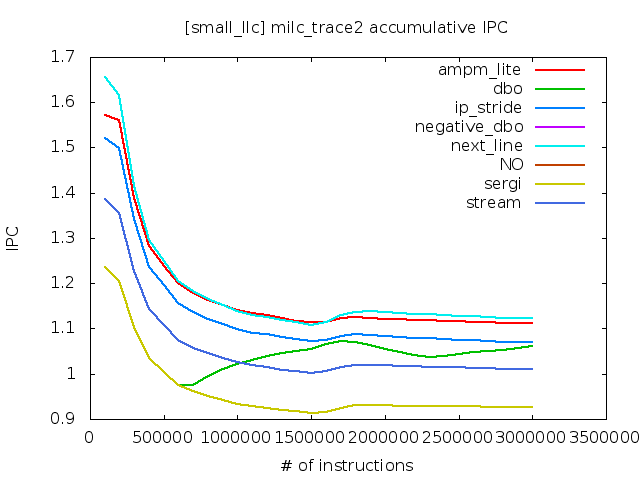 [small_llc] milc_trace2 accumulative IPC
1.7
1.6
1.5
1.4
1.3
1.2
1.1
1
0.9
IPC
ampm_lite
dbo
ip_stride
negative_dbo
next_line
NO
sergi
stream
0 500000 1000000 1500000 2000000 2500000 3000000 3500000
# of instructions